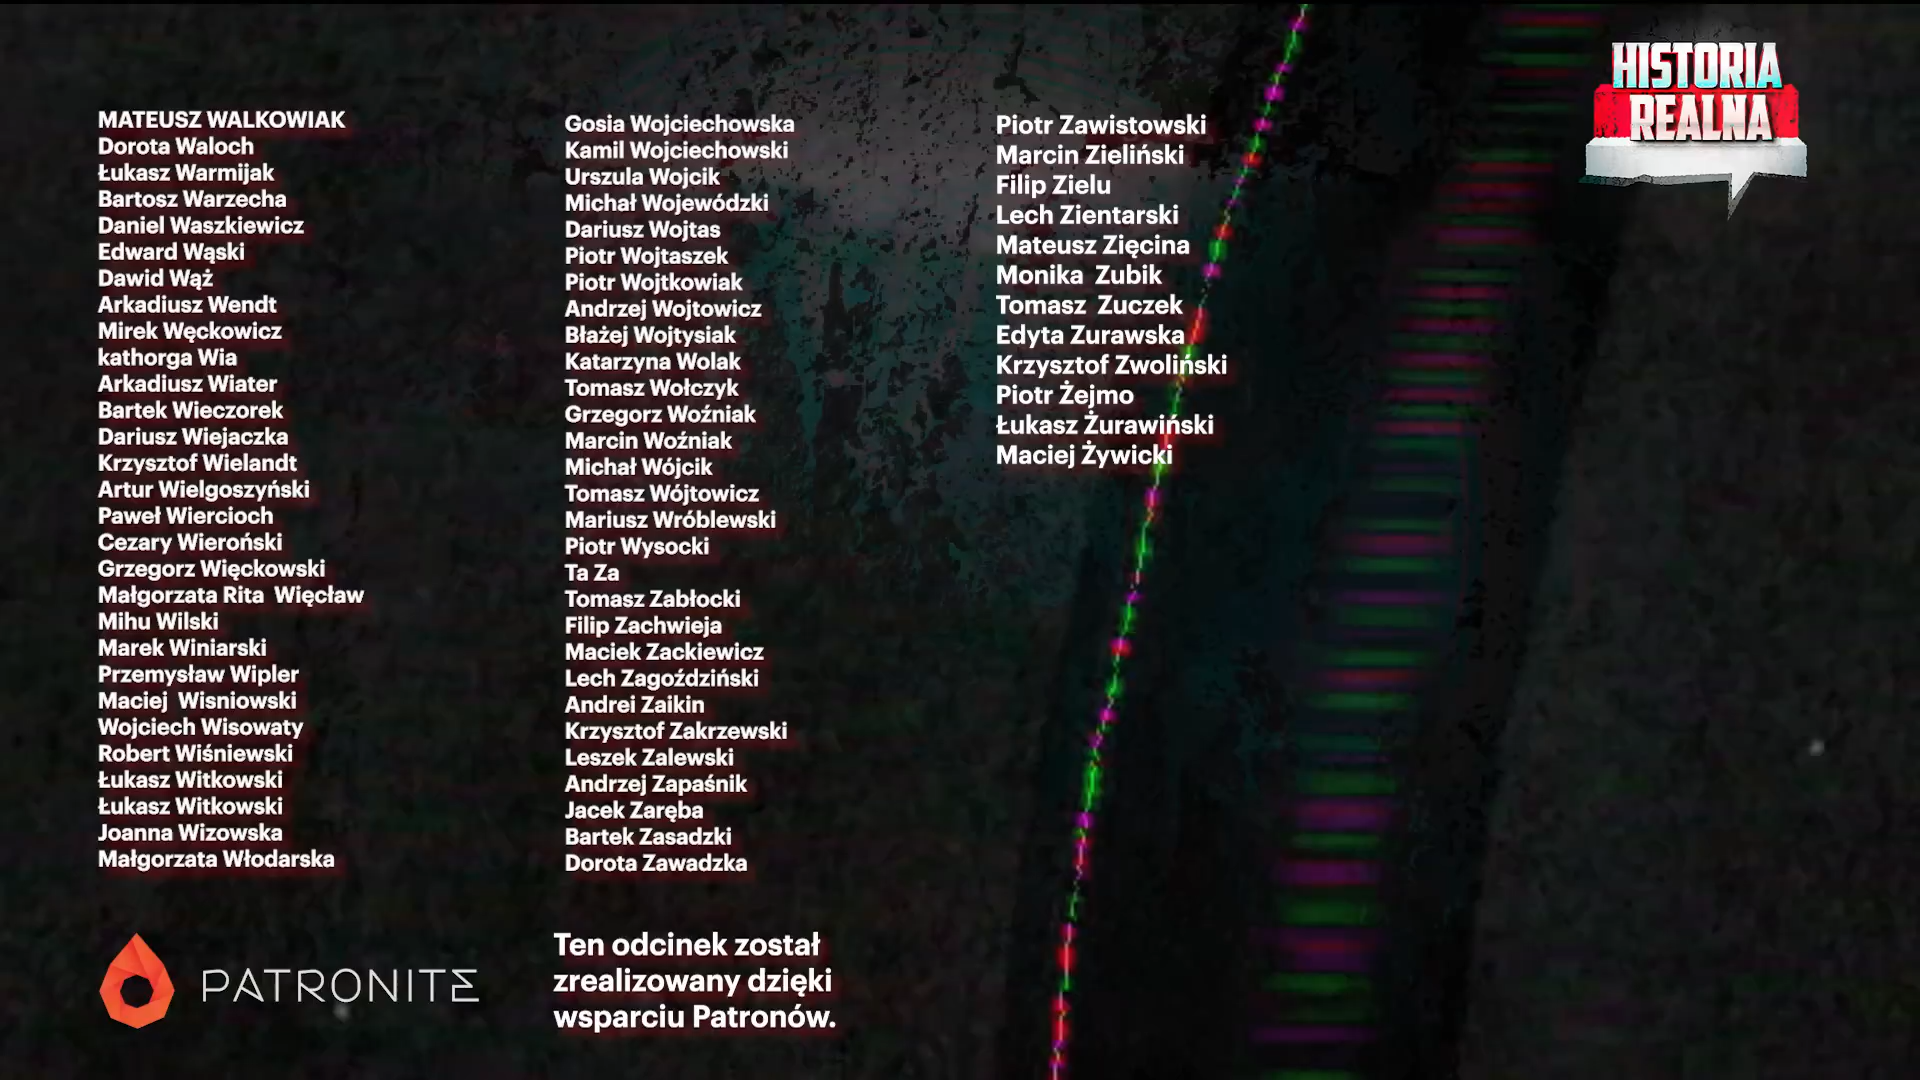 MATEUSZ WALKOWIAK
Dorota Waloch
Łukasz Warmijak
Bartosz Warzecha
Daniel Waszkiewicz
Edward Wąski
Dawid Wąż
Arkadiusz Wendt
Mirek Węckowicz
kathorga Wia
Arkadiusz Wiater
Bartek Wieczorek
Dariusz Wiejaczka
Krzysztof Wielandt
Artur Wielgoszyński
Paweł Wiercioch
Cezary Wieroński
Grzegorz Więckowski
Małgorzata Rita  Więcław
Mihu Wilski
Marek Winiarski
Przemysław Wipler
Maciej  Wisniowski
Wojciech Wisowaty
Robert Wiśniewski
Łukasz Witkowski
Łukasz Witkowski
Joanna Wizowska
Małgorzata Włodarska
Gosia Wojciechowska
Kamil Wojciechowski
Urszula Wojcik
Michał Wojewódzki
Dariusz Wojtas
Piotr Wojtaszek
Piotr Wojtkowiak
Andrzej Wojtowicz
Błażej Wojtysiak
Katarzyna Wolak
Tomasz Wołczyk
Grzegorz Woźniak
Marcin Woźniak
Michał Wójcik
Tomasz Wójtowicz
Mariusz Wróblewski
Piotr Wysocki
Ta Za
Tomasz Zabłocki
Filip Zachwieja
Maciek Zackiewicz
Lech Zagoździński
Andrei Zaikin
Krzysztof Zakrzewski
Leszek Zalewski
Andrzej Zapaśnik
Jacek Zaręba
Bartek Zasadzki
Dorota Zawadzka
Piotr Zawistowski
Marcin Zieliński
Filip Zielu
Lech Zientarski
Mateusz Zięcina
Monika  Zubik
Tomasz  Zuczek
Edyta Zurawska
Krzysztof Zwoliński
Piotr Żejmo
Łukasz Żurawiński
Maciej Żywicki
HISTORIA
REALNA
PATRONITE
Ten odcinek został
zrealizowany dzięki
wsparciu Patronów.